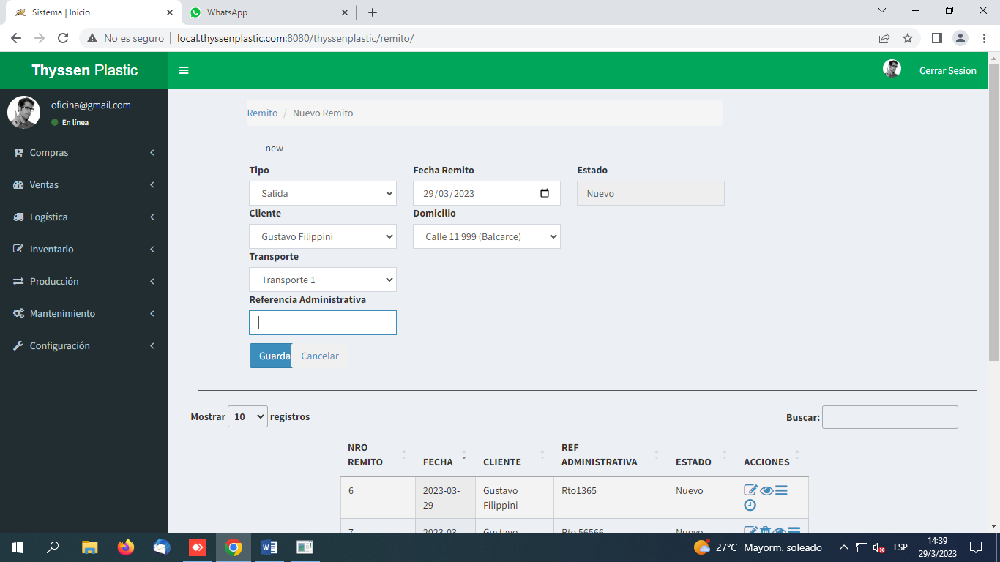 Sistema | Inicio
WhatsApp
No es seguro
local.thyssenplastic.com:8080/thyssenplastic/remito/
Thyssen Plastic
Cerrar Sesion
oficina@gmail.com
En línea
Compras
Ventas
Logística
Inventario
Producción
Mantenimiento
Configuración
Remito / Nuevo Remito
new
Tipo
Fecha Remito
Estado
Salida
29/03/2023
Nuevo
Cliente
Domicilio
Gustavo Filippini
Calle 11 999 (Balcarce)
Transporte
Transporte 1
Referencia Administrativa
Guarda
Cancelar
Mostrar 10 registros
Buscar:
NRO
REMITO
FECHA
CLIENTE
REF
ADMINISTRATIVA
ESTADO
ACCIONES
6
2023-03-
29
Gustavo
Filippini
Rto1365
Nuevo
7
2023-03
Gustavo
Rto 56566
Nuevo
27°C Mayorm. soleado
ESP
14:39
29/3/2023